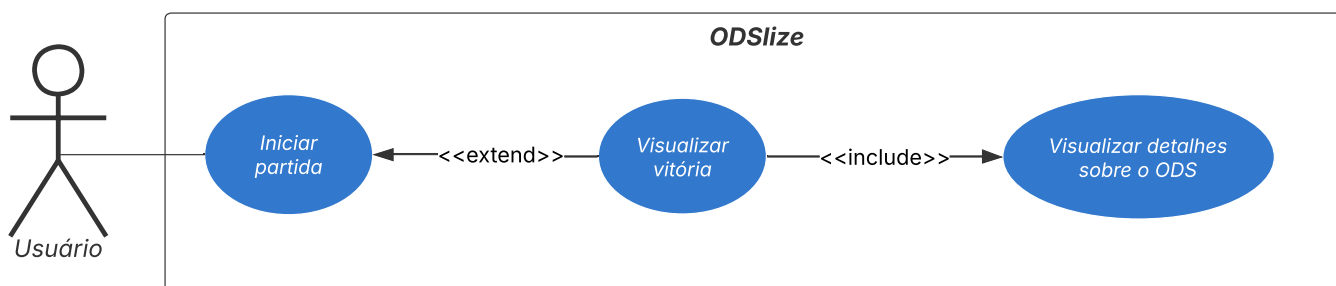 ODSlize
Iniciar
partida
<<extend>>
Visualizar
vitória
<<include>>
Visualizar detalhes
sobre o ODS
Usuário